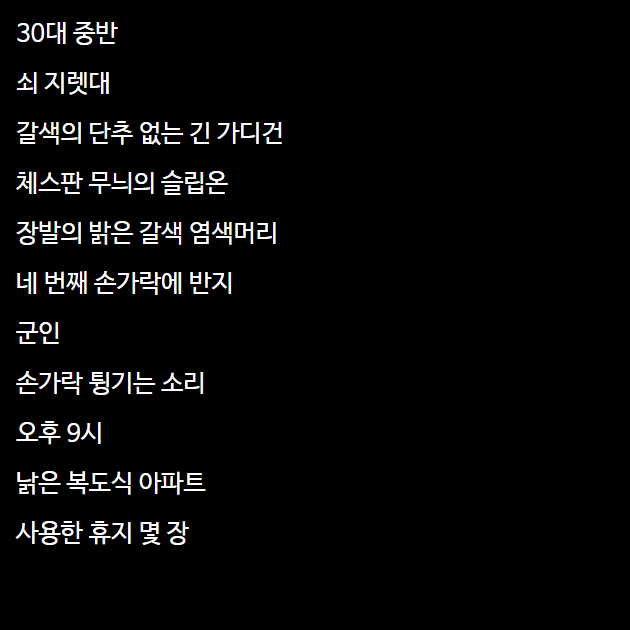 30대 중반
쇠 지렛대
갈색의 단추 없는 긴 가디건
체스판 무늬의 슬립온
장발의 밝은 갈색 염색머리
네 번째 손가락에 반지
군인
손가락 튕기는 소리
오후 9시
낡은 복도식 아파트
사용한 휴지 몇 장